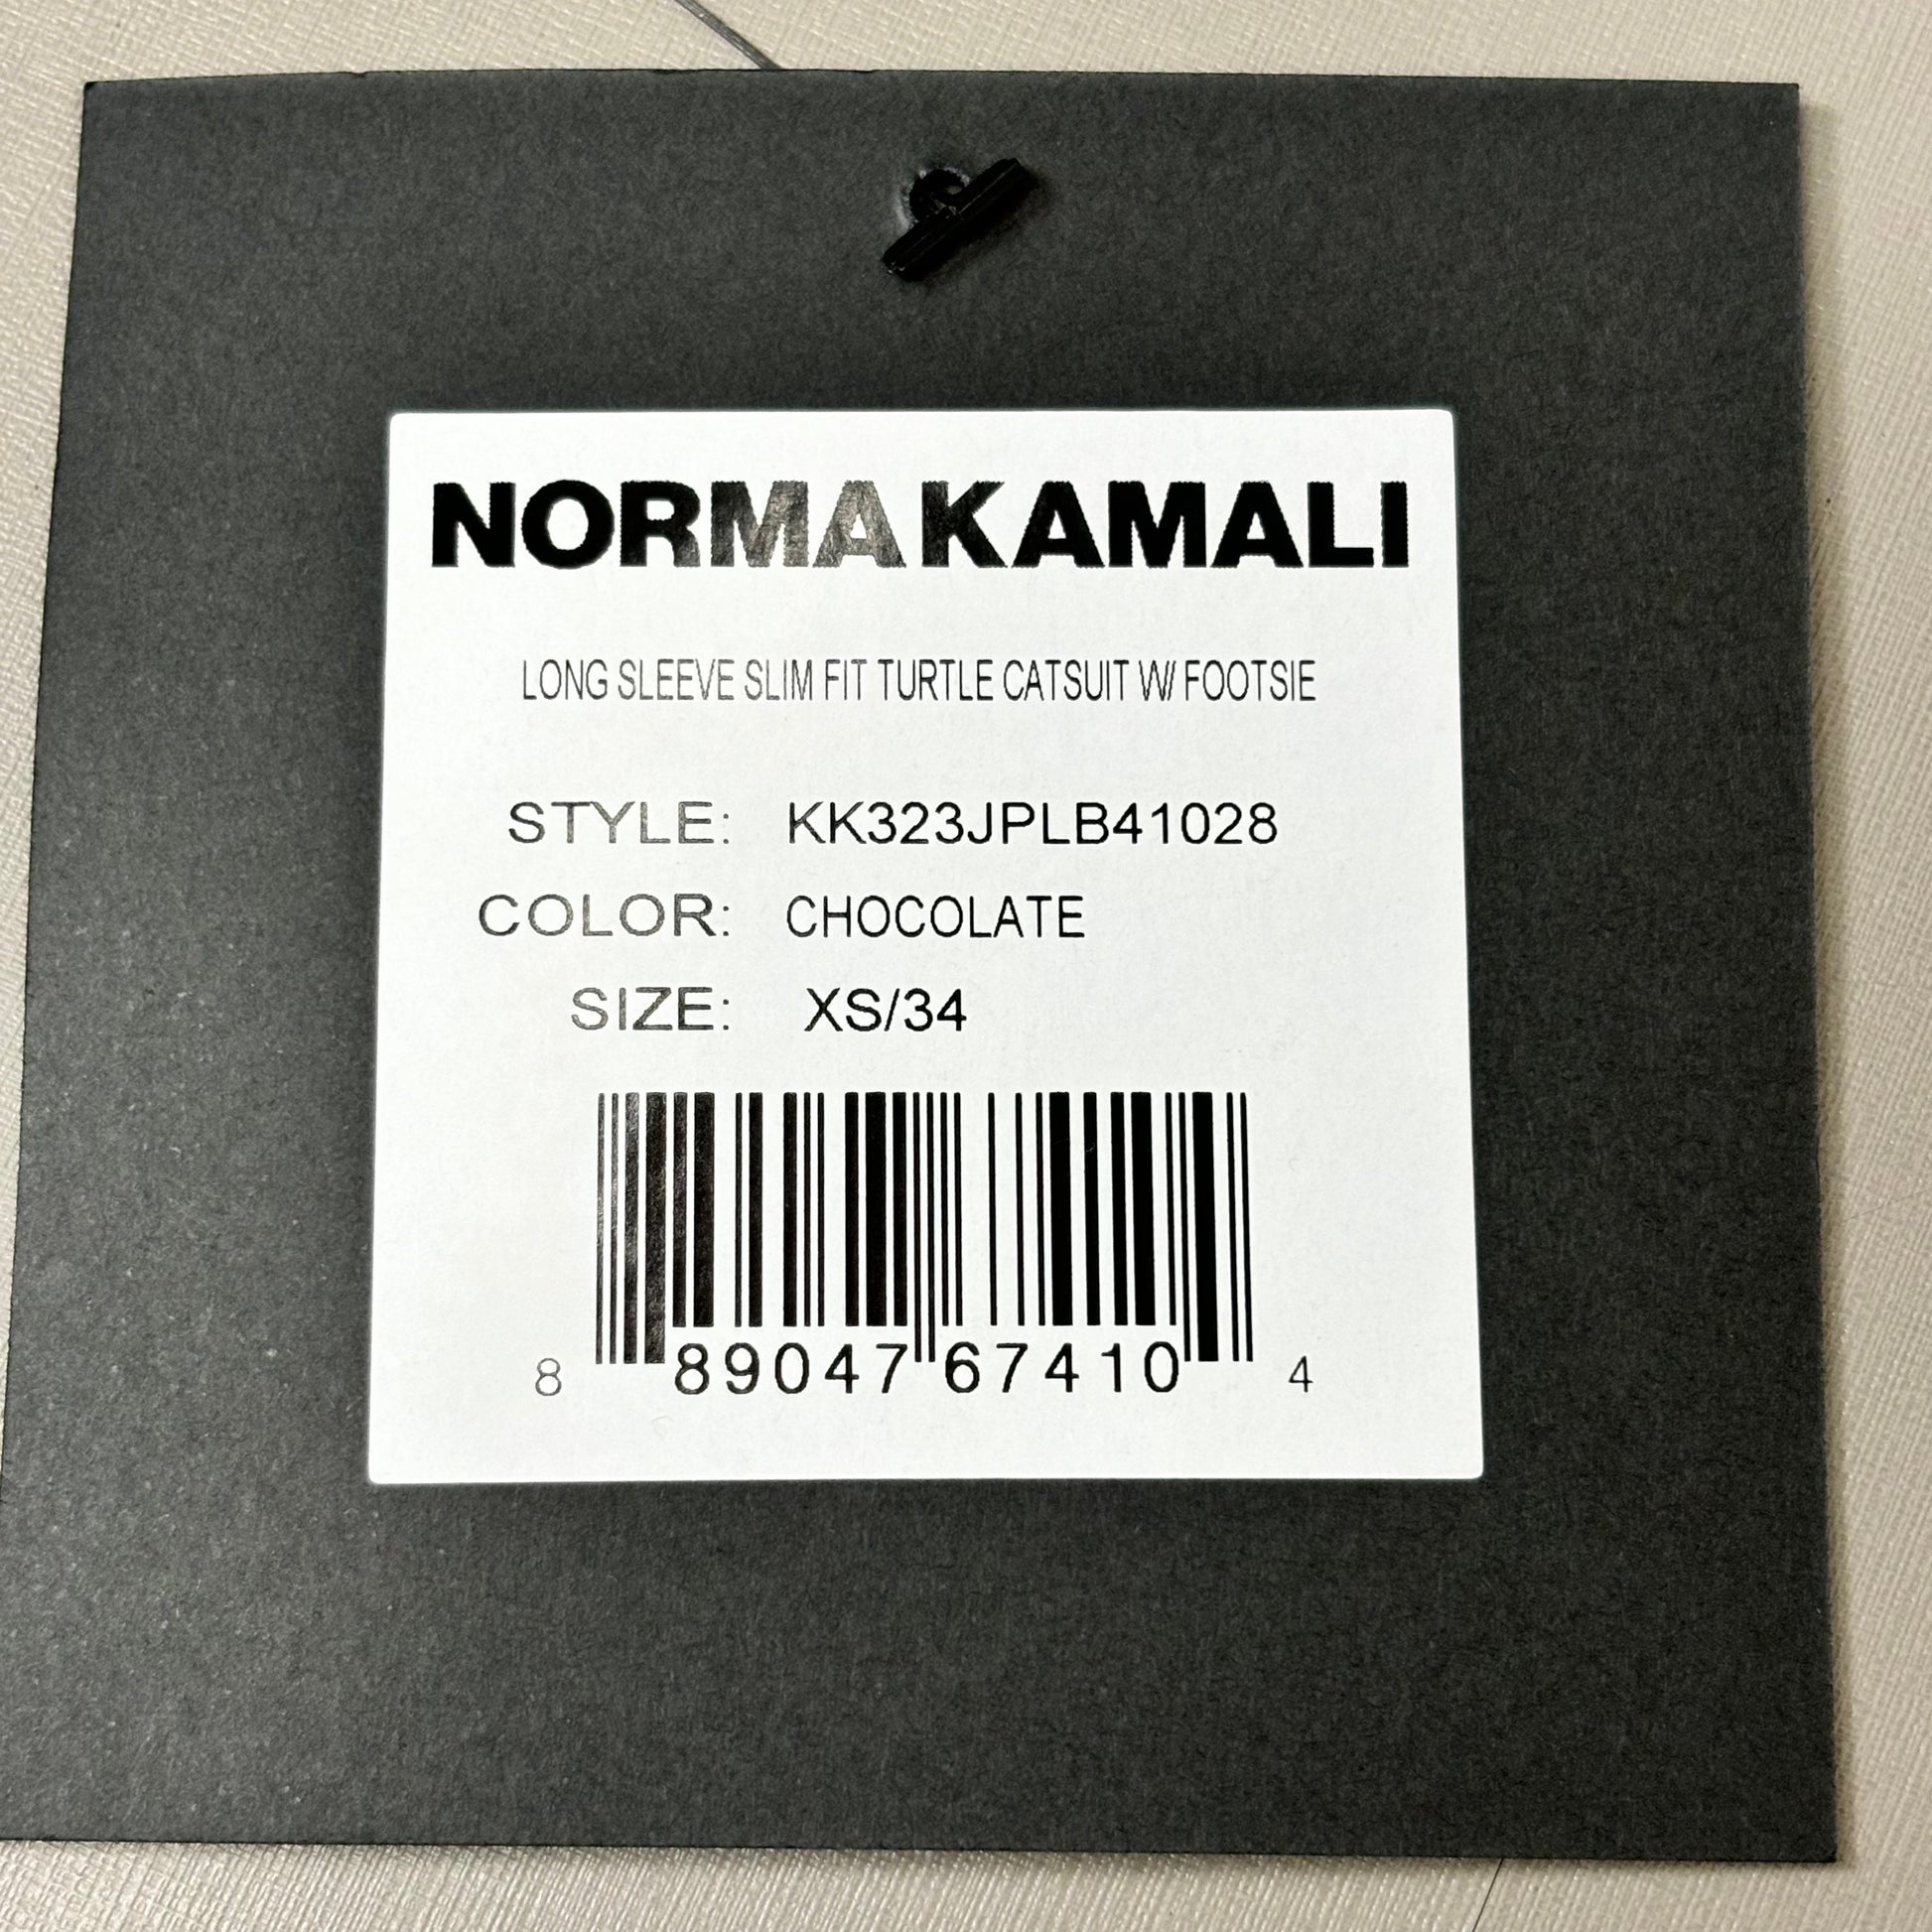 NORMA KAMALI
LONG SLEEVE SLIM FIT TURTLE CATSUIT W/ FOOTSIE
STYLE: KK323JPLB41028
COLOR: CHOCOLATE
SIZE: XS/34
8 89047 67410 4